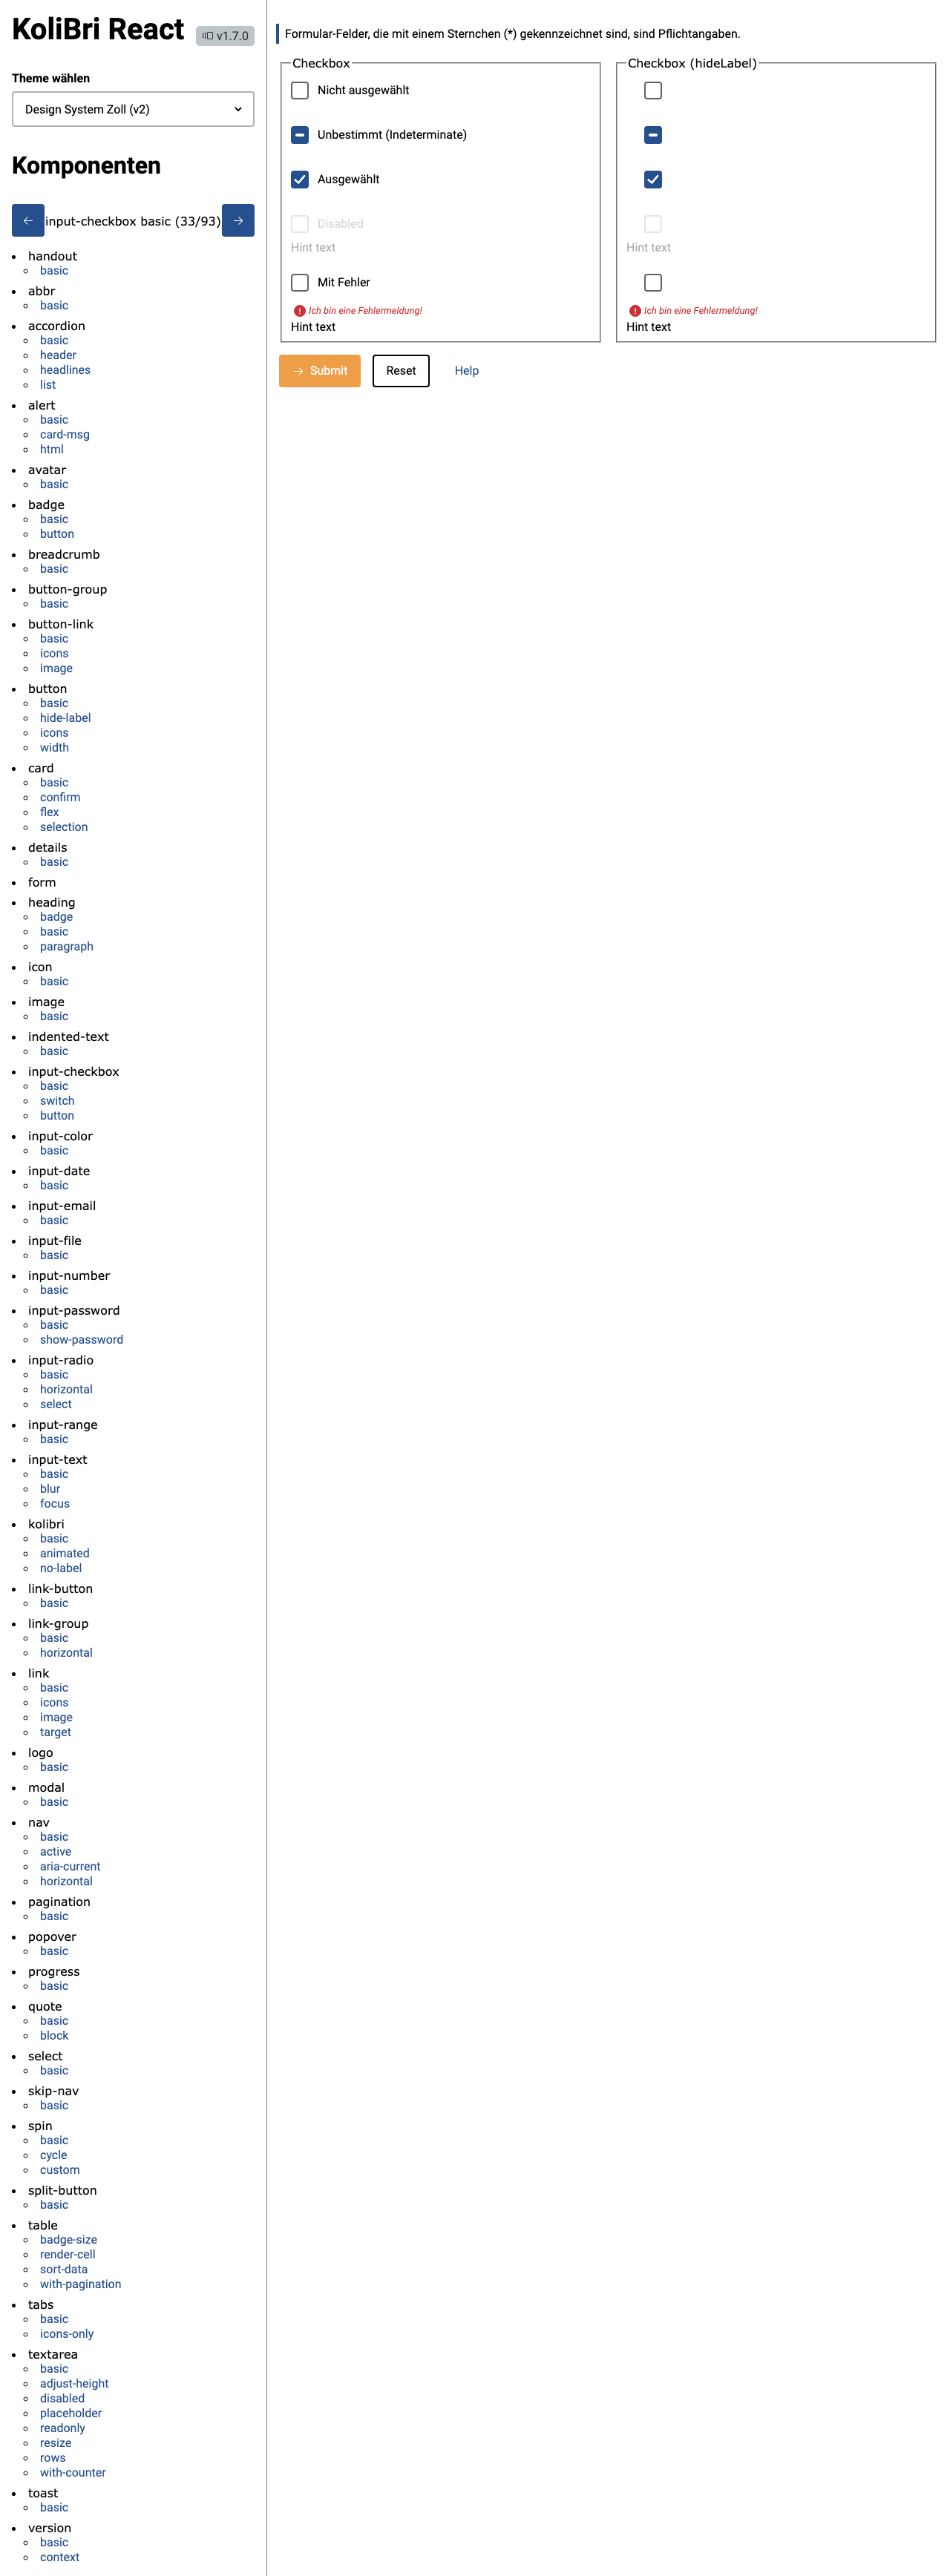 KoliBri React
v1.7.0
Theme wählen
Design System Zoll (v2)
Komponenten
input-checkbox basic (33/93)
handout
basic
abbr
basic
accordion
basic
header
headlines
list
alert
basic
card-msg
html
avatar
basic
badge
basic
button
breadcrumb
basic
button-group
basic
button-link
basic
icons
image
button
basic
hide-label
icons
width
card
basic
confirm
flex
selection
details
basic
form
heading
badge
basic
paragraph
icon
basic
image
basic
indented-text
basic
input-checkbox
basic
switch
button
input-color
basic
input-date
basic
input-email
basic
input-file
basic
input-number
basic
input-password
basic
show-password
input-radio
basic
horizontal
select
input-range
basic
input-text
basic
blur
focus
kolibri
basic
animated
no-label
link-button
basic
link-group
basic
horizontal
link
basic
icons
image
target
logo
basic
modal
basic
nav
basic
active
aria-current
horizontal
pagination
basic
popover
basic
progress
basic
quote
basic
block
select
basic
skip-nav
basic
spin
basic
cycle
custom
split-button
basic
table
badge-size
render-cell
sort-data
with-pagination
tabs
basic
icons-only
textarea
basic
adjust-height
disabled
placeholder
readonly
resize
rows
with-counter
toast
basic
version
basic
context
Formular-Felder, die mit einem Sternchen (*) gekennzeichnet sind, sind Pflichtangaben.
Checkbox
Nicht ausgewählt
Unbestimmt (Indeterminate)
Ausgewählt
Disabled
Hint text
Mit Fehler
Ich bin eine Fehlermeldung!
Hint text
Checkbox (hideLabel)
Hint text
Ich bin eine Fehlermeldung!
Hint text
Submit
Reset
Help